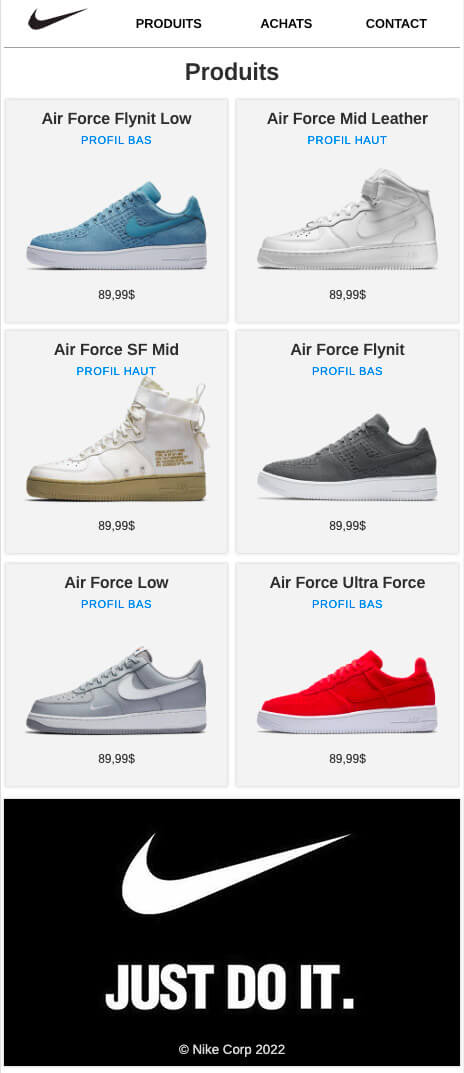 PRODUITS ACHATS CONTACT
Produits
Air Force Flynit Low
PROFIL BAS
89,99$
Air Force Mid Leather
PROFIL HAUT
89,99$
Air Force SF Mid
PROFIL HAUT
89,99$
Air Force Flynit
PROFIL BAS
89,99$
Air Force Low
PROFIL BAS
89,99$
Air Force Ultra Force
PROFIL BAS
89,99$
JUST DO IT.
© Nike Corp 2022